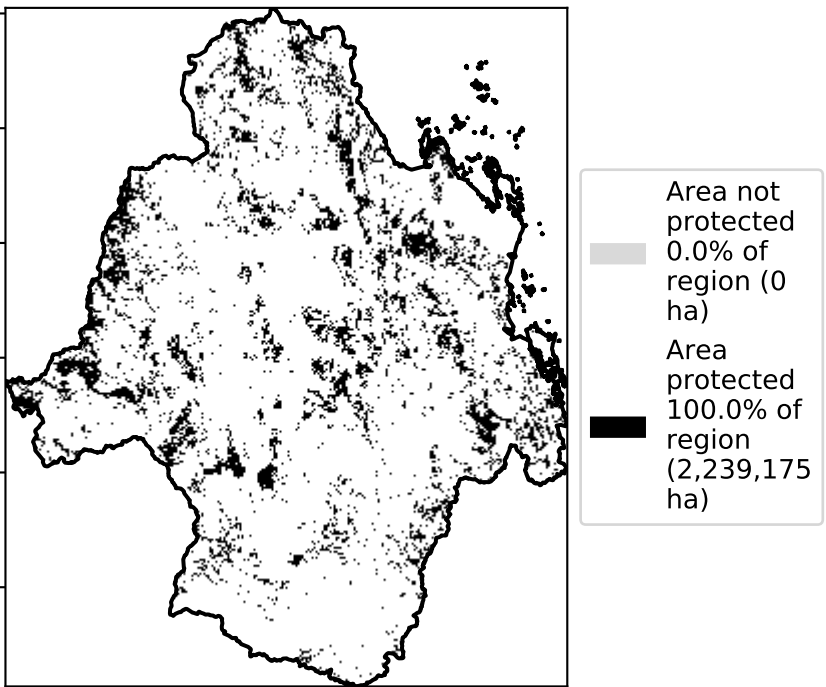 Area not
protected
0.0% of
region (0
ha)
Area
protected
100.0% of
region
(2,239,175
ha)